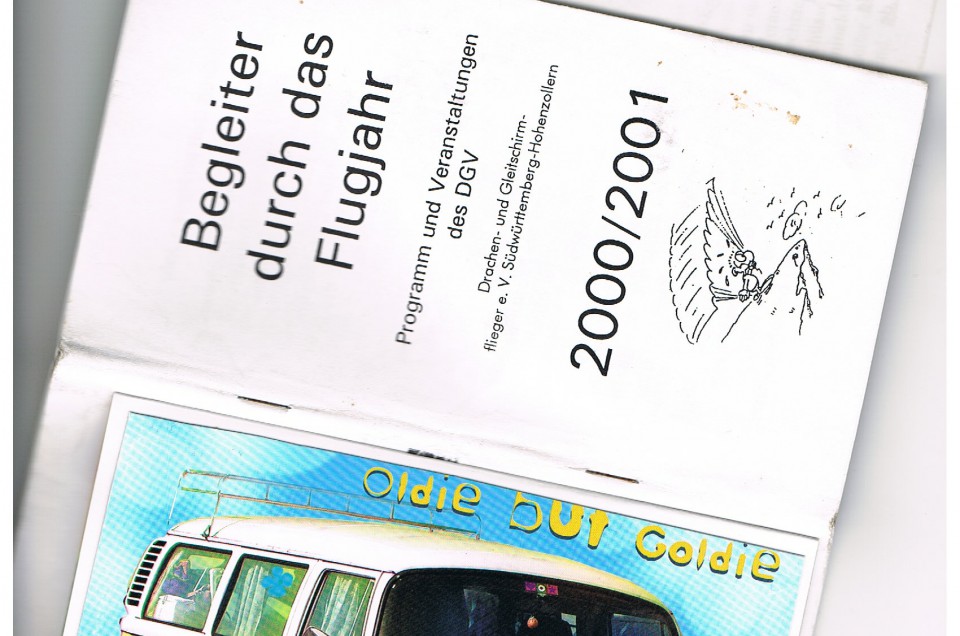 Begleiter
durch das
Flugjahr
Programm und Veranstaltungen
des DGV
Drachen- und Gleitschirm-
flieger e. V. Südwürttemberg-Hohenzollern
2000/2001
Oldie but Goldie